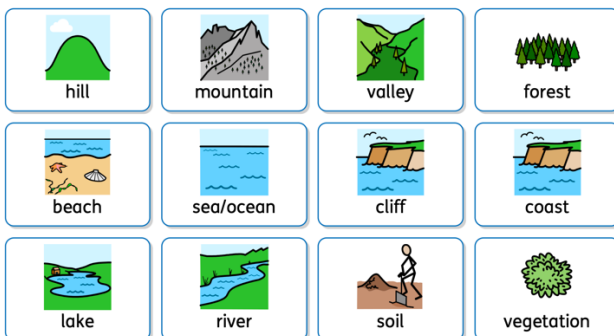 hill
mountain
valley
forest
beach
sea/ocean
cliff
coast
lake
river
soil
vegetation